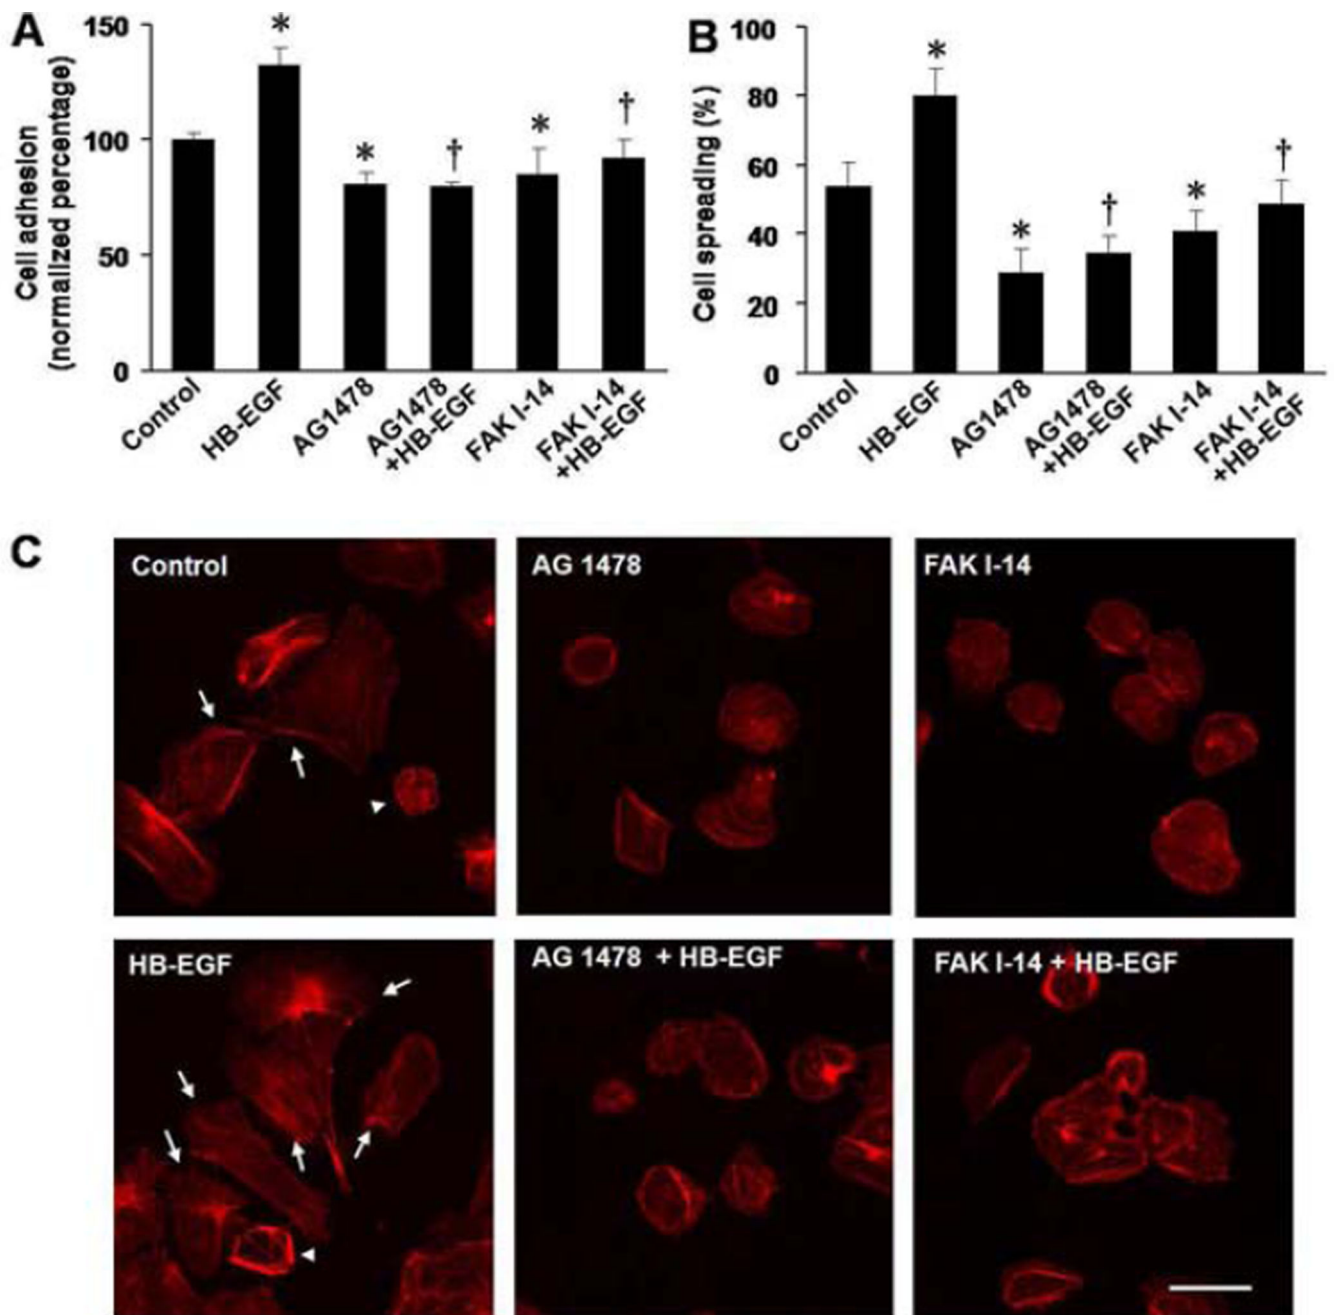 A
150
100
50
0
Cell adhesion
(normalized percentage)
*
*
†
*
†
Control
HB-EGF
AG1478
AG1478
+HB-EGF
FAK I-14
FAK I-14
+HB-EGF
B
100
80
60
40
20
0
Cell spreading (%)
*
*
†
*
†
Control
HB-EGF
AG1478
AG1478
+HB-EGF
FAK I-14
FAK I-14
+HB-EGF
C
Control
AG 1478
FAK I-14
HB-EGF
AG 1478 + HB-EGF
FAK I-14 + HB-EGF